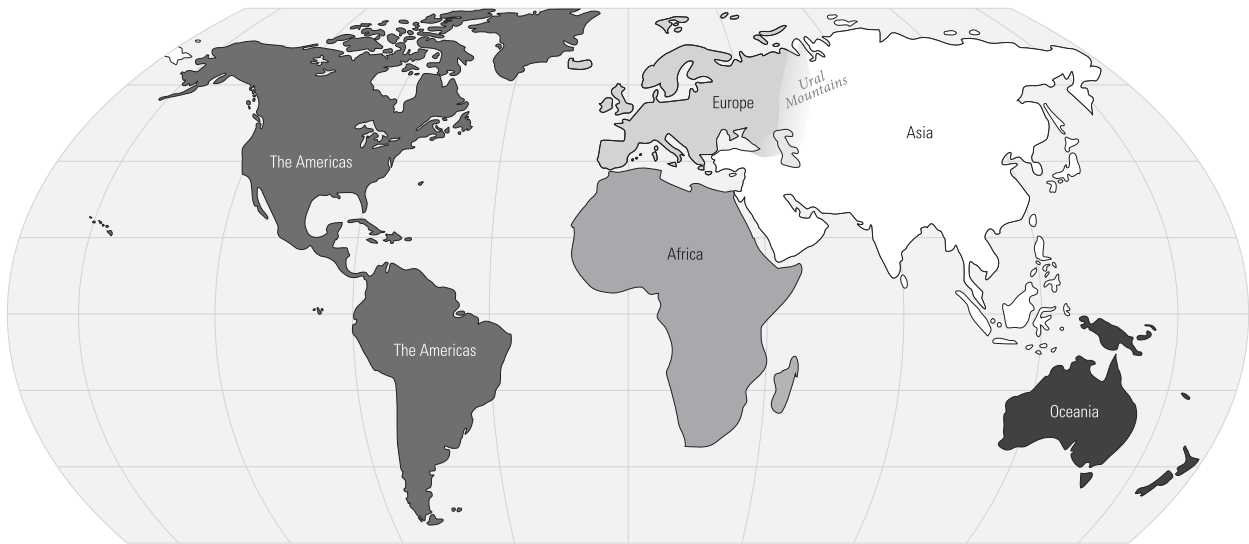 Ural
Mountains
Europe
Asia
The Americas
Africa
The Americas
Oceania